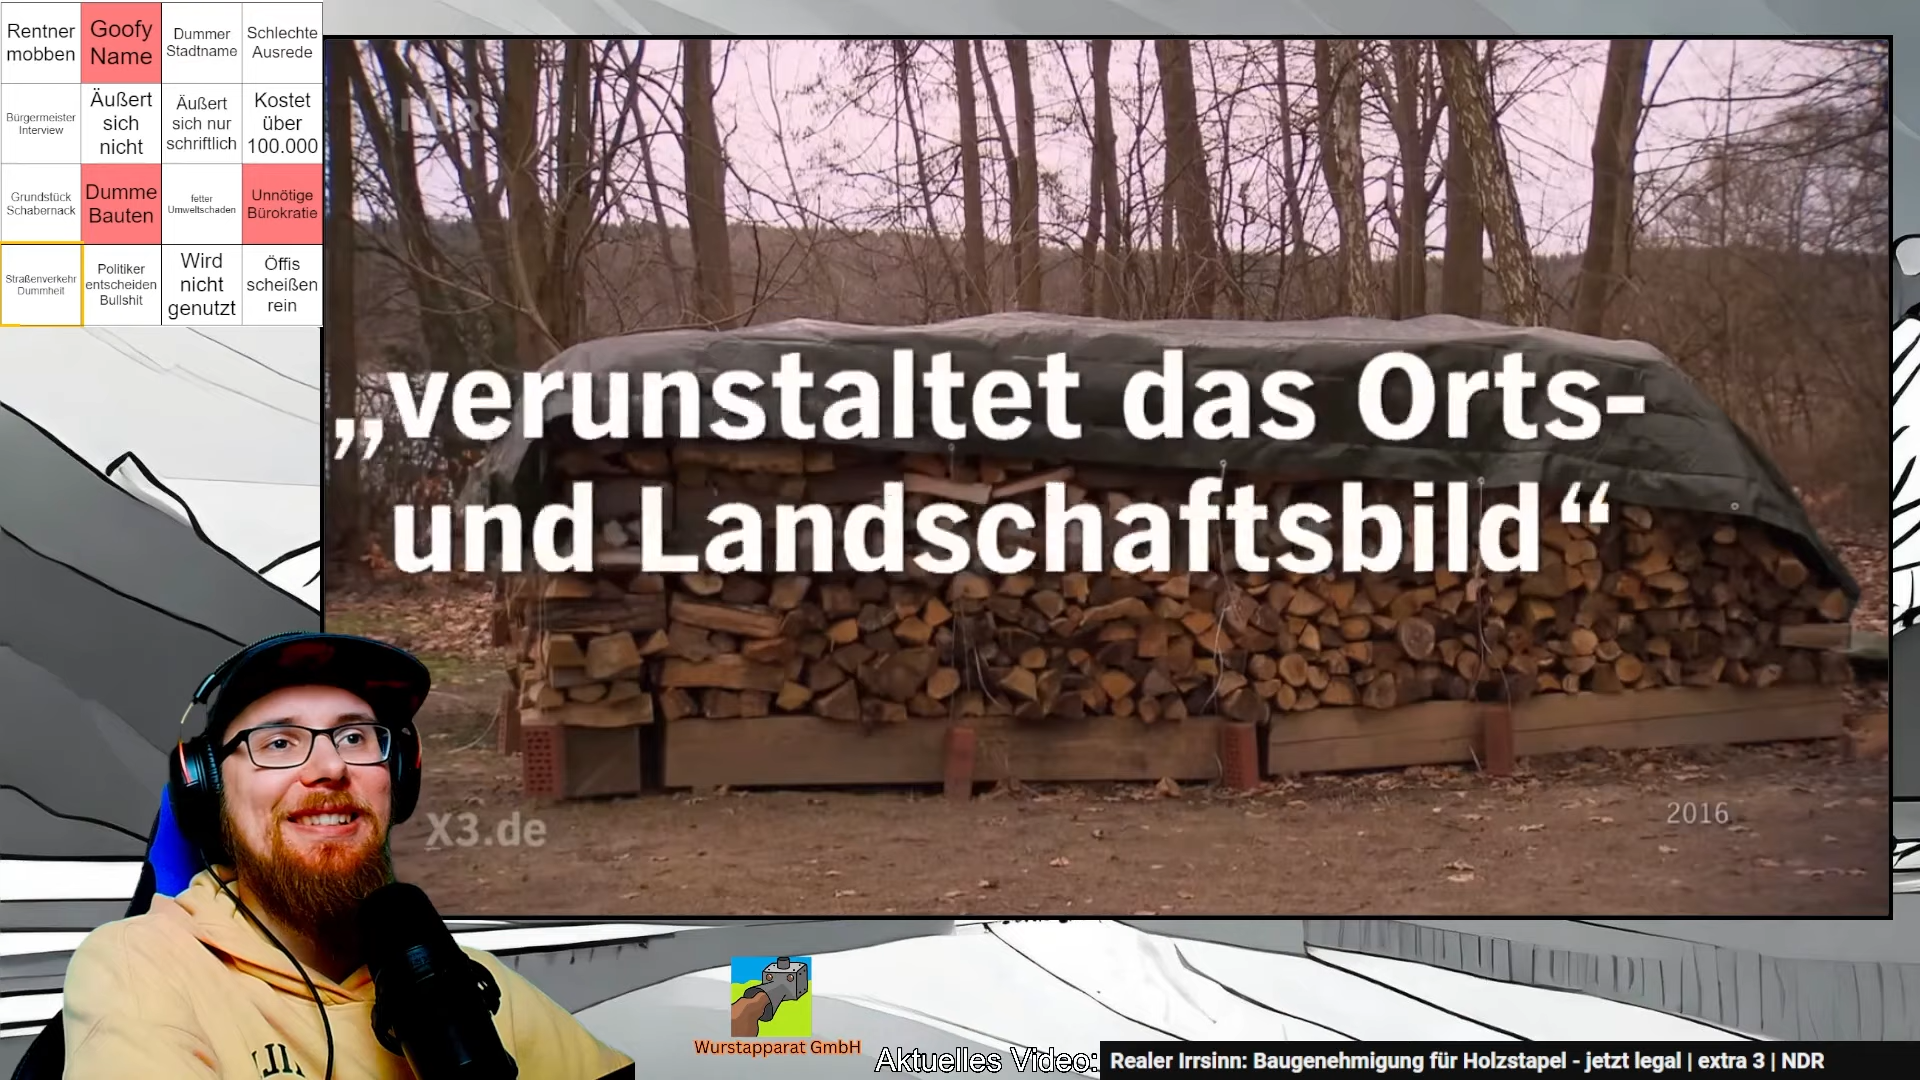 Rentner
mobben
Goofy
Name
Dummer
Stadtname
Schlechte
Ausrede
Bürgermeister
Interview
Äußert
sich
nicht
Äußert
sich nur
schriftlich
Kostet
über
100.000
Grundstück
Schabernack
Dumme
Bauten
fetter
Umweltschaden
Unnötige
Bürokratie
Straßenverkehr
Dummheit
Politiker
entscheiden
Bullshit
Wird
nicht
genutzt
Öffis
scheißen
rein
„verunstaltet das Orts-
und Landschaftsbild“
X3.de
2016
Wurstapparat GmbH
Aktuelles Video:
Realer Irrsinn: Baugenehmigung für Holzstapel - jetzt legal | extra 3 | NDR